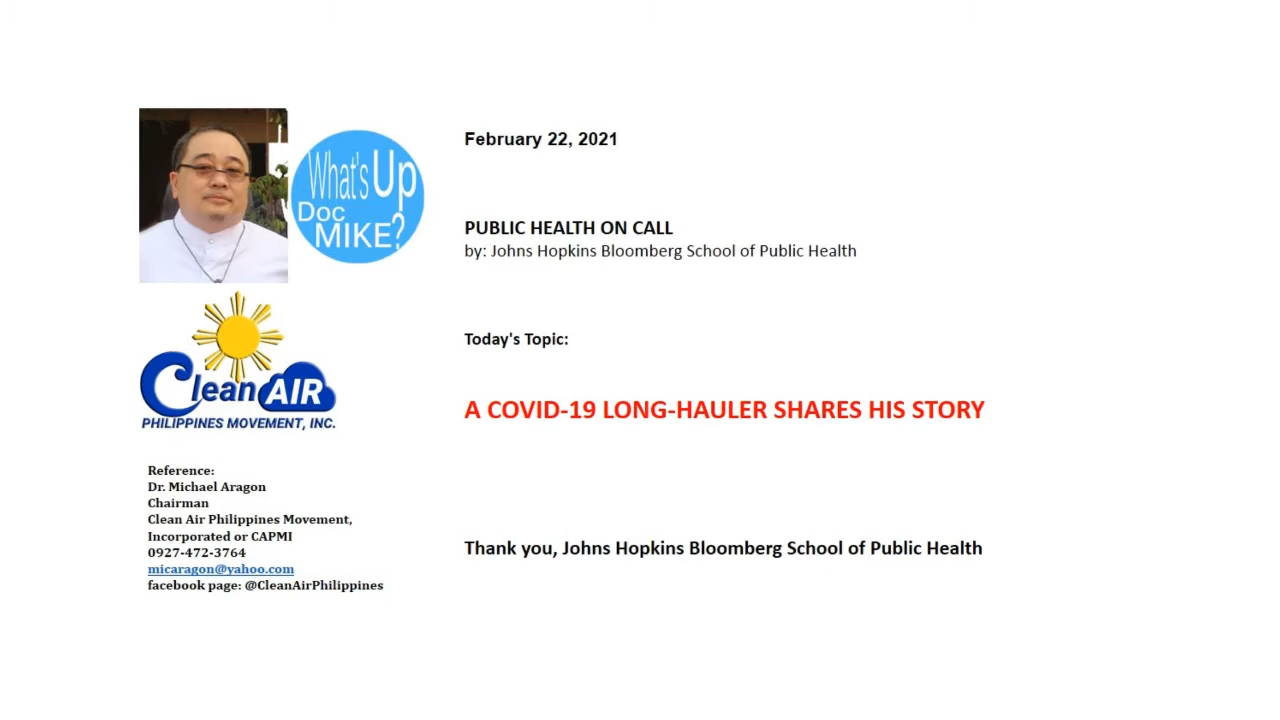 What's Up
Doc
MIKE?
Clean AIR
PHILIPPINES MOVEMENT, INC.
Reference:
Dr. Michael Aragon
Chairman
Clean Air Philippines Movement,
Incorporated or CAPMI
0927-472-3764
micaragon@yahoo.com
facebook page: @CleanAirPhilippines
February 22, 2021
PUBLIC HEALTH ON CALL
by: Johns Hopkins Bloomberg School of Public Health
Today's Topic:
A COVID-19 LONG-HAULER SHARES HIS STORY
Thank you, Johns Hopkins Bloomberg School of Public Health